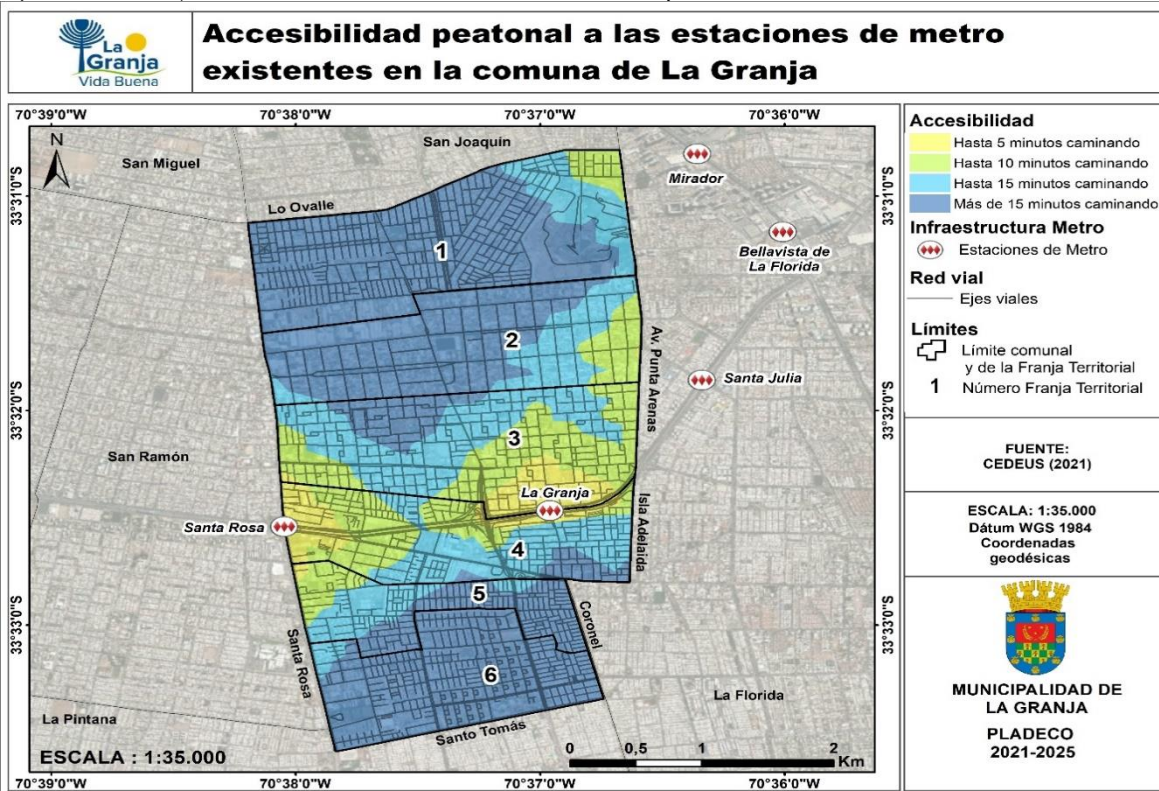 La
Granja
Vida Buena
Accesibilidad peatonal a las estaciones de metro
existentes en la comuna de La Granja
70°39'0"W
70°38'0"W
70°37'0"W
70°36'0"W
N
San Miguel
San Joaquín
Mirador
33°31'0"S
33°31'0"S
Lo Ovalle
1
Bellavista de
La Florida
2
Av. Punta Arenas
Santa Julia
33°32'0"S
33°32'0"S
3
San Ramón
La Granja
Santa Rosa
Isla Adelaida
4
5
Coronel
33°33'0"S
33°33'0"S
Santa Rosa
6
La Florida
La Pintana
Santo Tomás
ESCALA : 1:35.000
0 0,5 1 2
Km
70°39'0"W
70°38'0"W
70°37'0"W
70°36'0"W
Accesibilidad
Hasta 5 minutos caminando
Hasta 10 minutos caminando
Hasta 15 minutos caminando
Más de 15 minutos caminando
Infraestructura Metro
Estaciones de Metro
Red vial
Ejes viales
Límites
Límite comunal
y de la Franja Territorial
1 Número Franja Territorial
FUENTE:
CEDEUS (2021)
ESCALA: 1:35.000
Dátum WGS 1984
Coordenadas
geodésicas
MUNICIPALIDAD DE
LA GRANJA
PLADECO
2021-2025